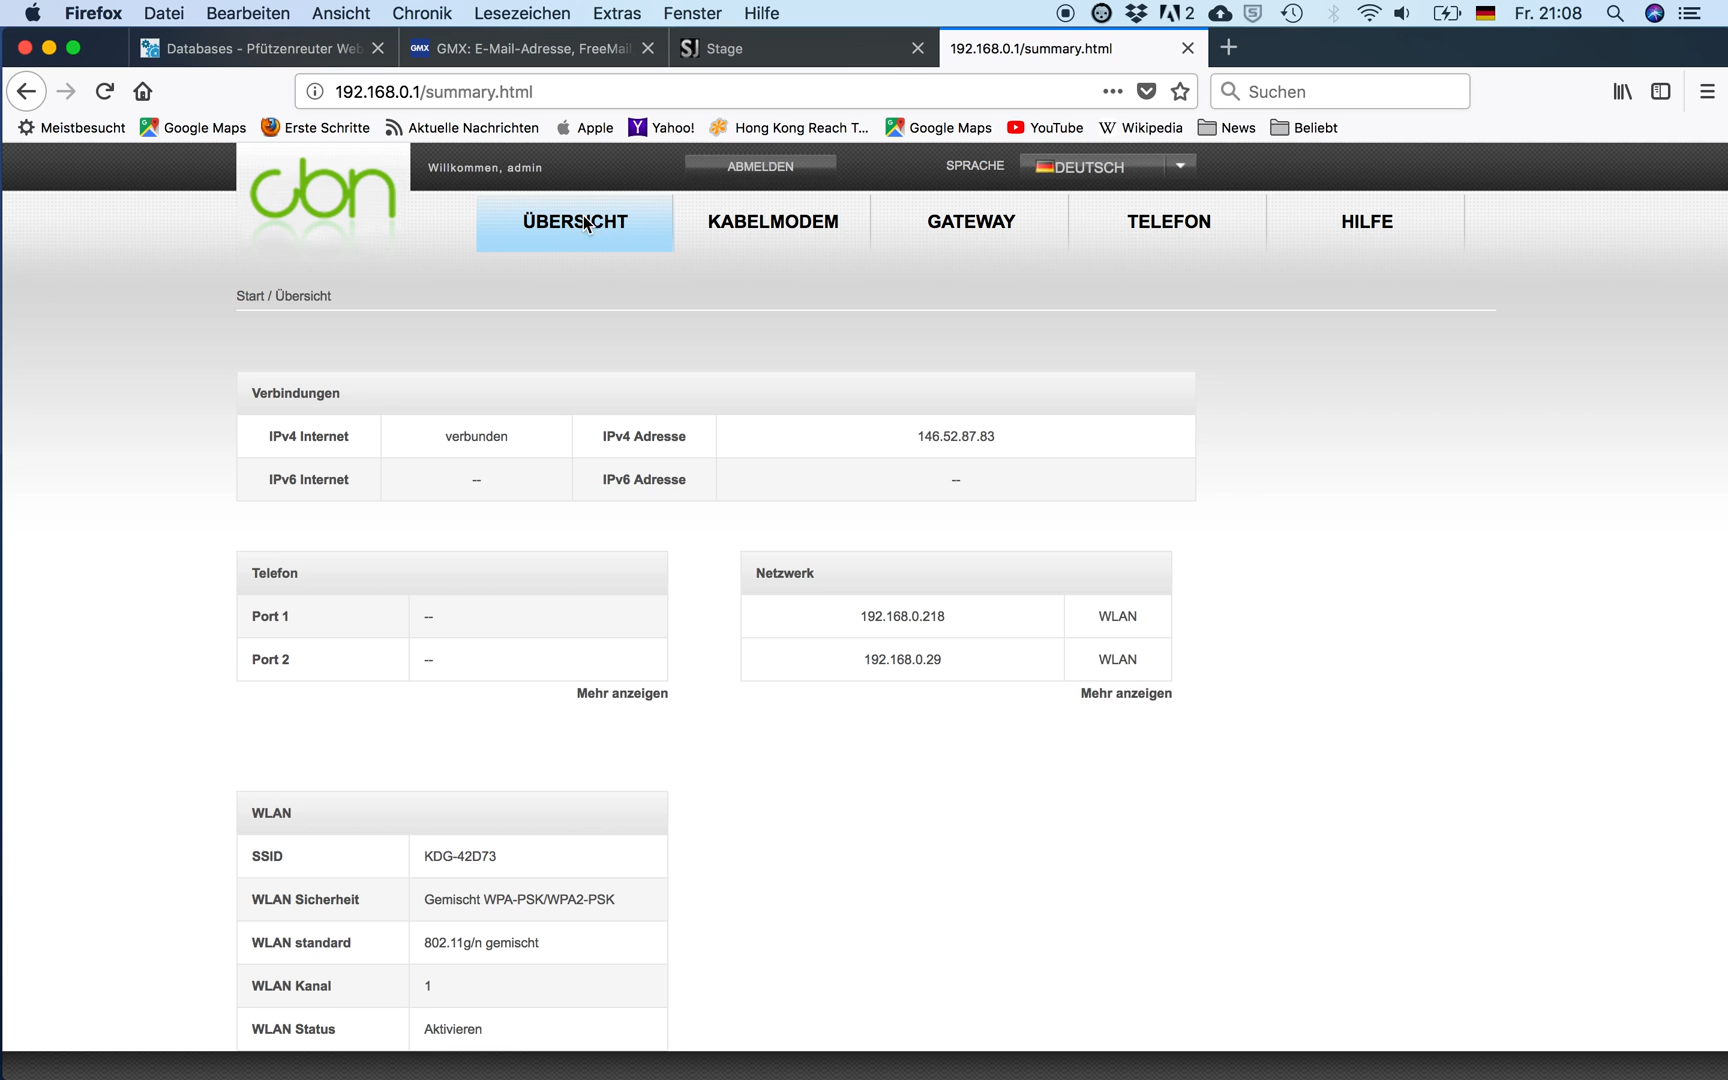 Firefox Datei Bearbeiten Ansicht Chronik Lesezeichen Extras Fenster Hilfe 2 Fr. 21:08
Databases - Pfützenreuter Web GMX: E-Mail-Adresse, FreeMail Stage 192.168.0.1/summary.html
192.168.0.1/summary.html Suchen
Meistbesucht Google Maps Erste Schritte Aktuelle Nachrichten Apple Yahoo! Hong Kong Reach T... Google Maps YouTube Wikipedia News Beliebt
cbn Willkommen, admin ABMELDEN SPRACHE DEUTSCH
ÜBERSICHT KABELMODEM GATEWAY TELEFON HILFE
Start / Übersicht
Verbindungen
IPv4 Internet verbunden IPv4 Adresse 146.52.87.83
IPv6 Internet -- IPv6 Adresse --
Telefon
Port 1 --
Port 2 --
Mehr anzeigen
Netzwerk
192.168.0.218 WLAN
192.168.0.29 WLAN
Mehr anzeigen
WLAN
SSID KDG-42D73
WLAN Sicherheit Gemischt WPA-PSK/WPA2-PSK
WLAN standard 802.11g/n gemischt
WLAN Kanal 1
WLAN Status Aktivieren